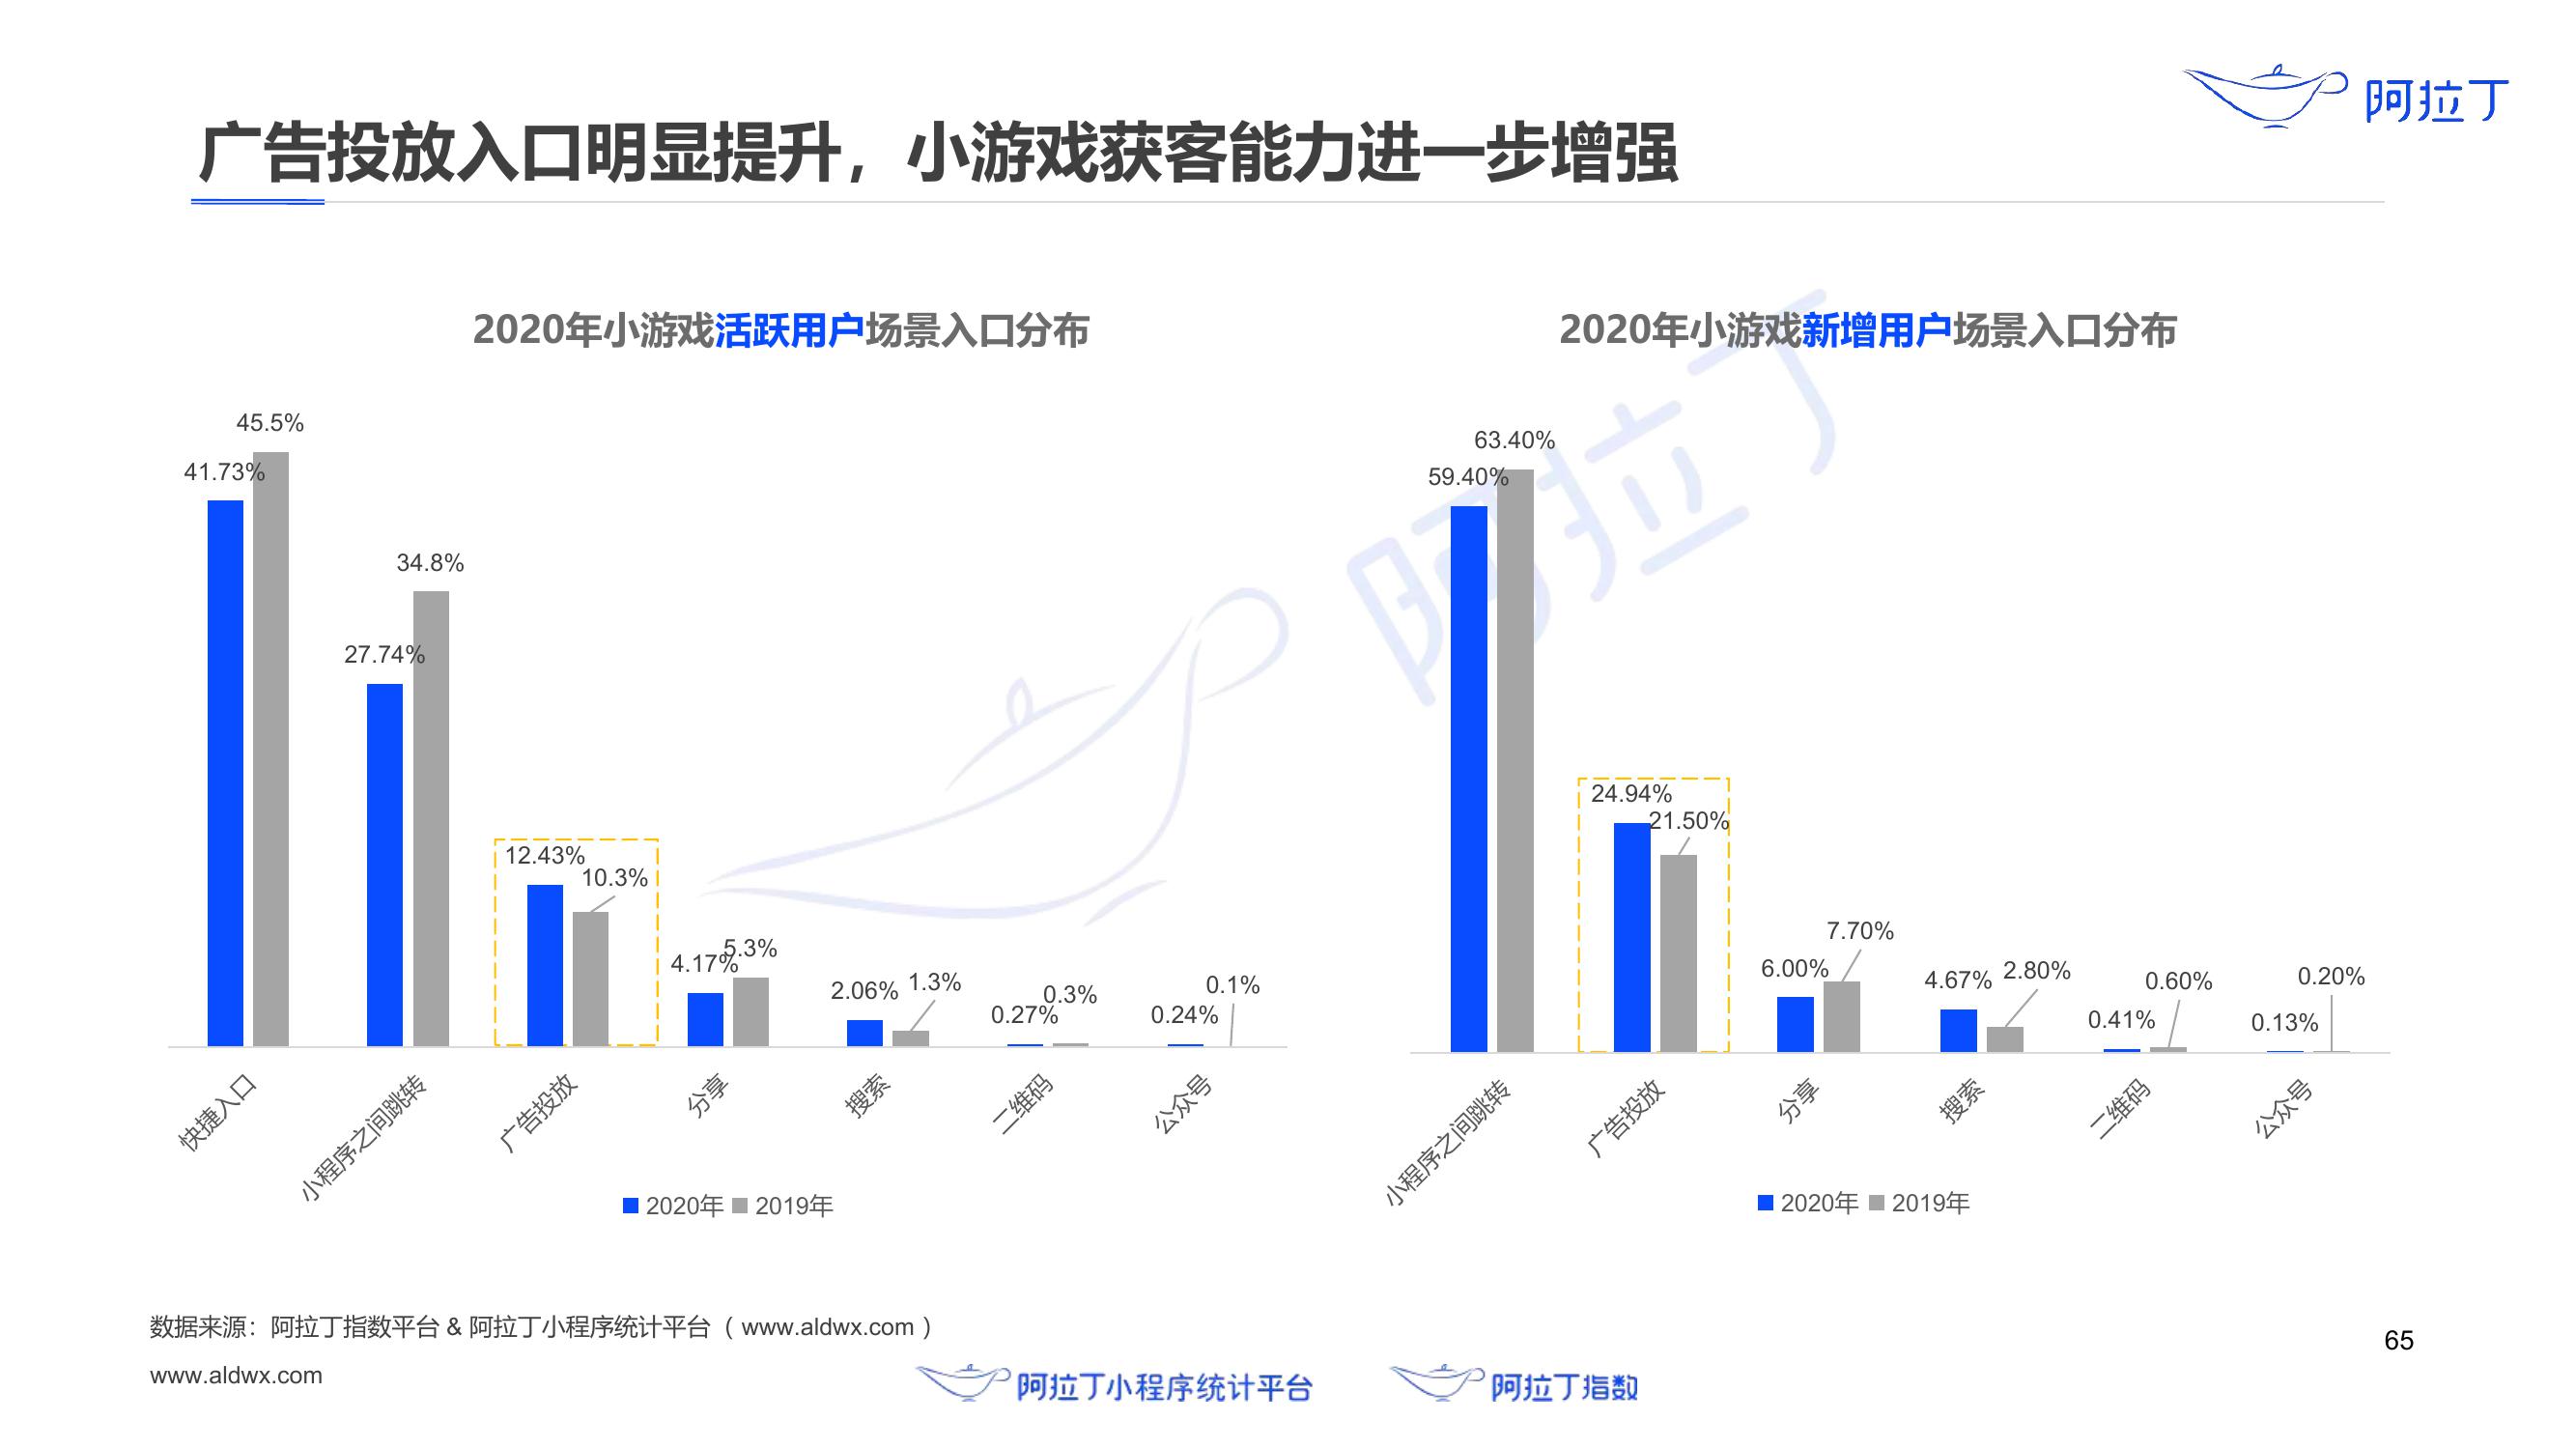 阿拉丁
广告投放入口明显提升，小游戏获客能力进一步增强
2020年小游戏活跃用户场景入口分布
45.5%
41.73%
34.8%
27.74%
12.43%
10.3%
4.17%
5.3%
2.06%
1.3%
0.27%
0.3%
0.24%
0.1%
快捷入口
小程序之间跳转
广告投放
分享
搜索
二维码
公众号
2020年 2019年
2020年小游戏新增用户场景入口分布
63.40%
59.40%
24.94%
21.50%
6.00%
7.70%
4.67%
2.80%
0.41%
0.60%
0.13%
0.20%
小程序之间跳转
广告投放
分享
搜索
二维码
公众号
2020年 2019年
阿拉丁
数据来源：阿拉丁指数平台 & 阿拉丁小程序统计平台（ www.aldwx.com ）
65
www.aldwx.com
阿拉丁小程序统计平台
阿拉丁指数